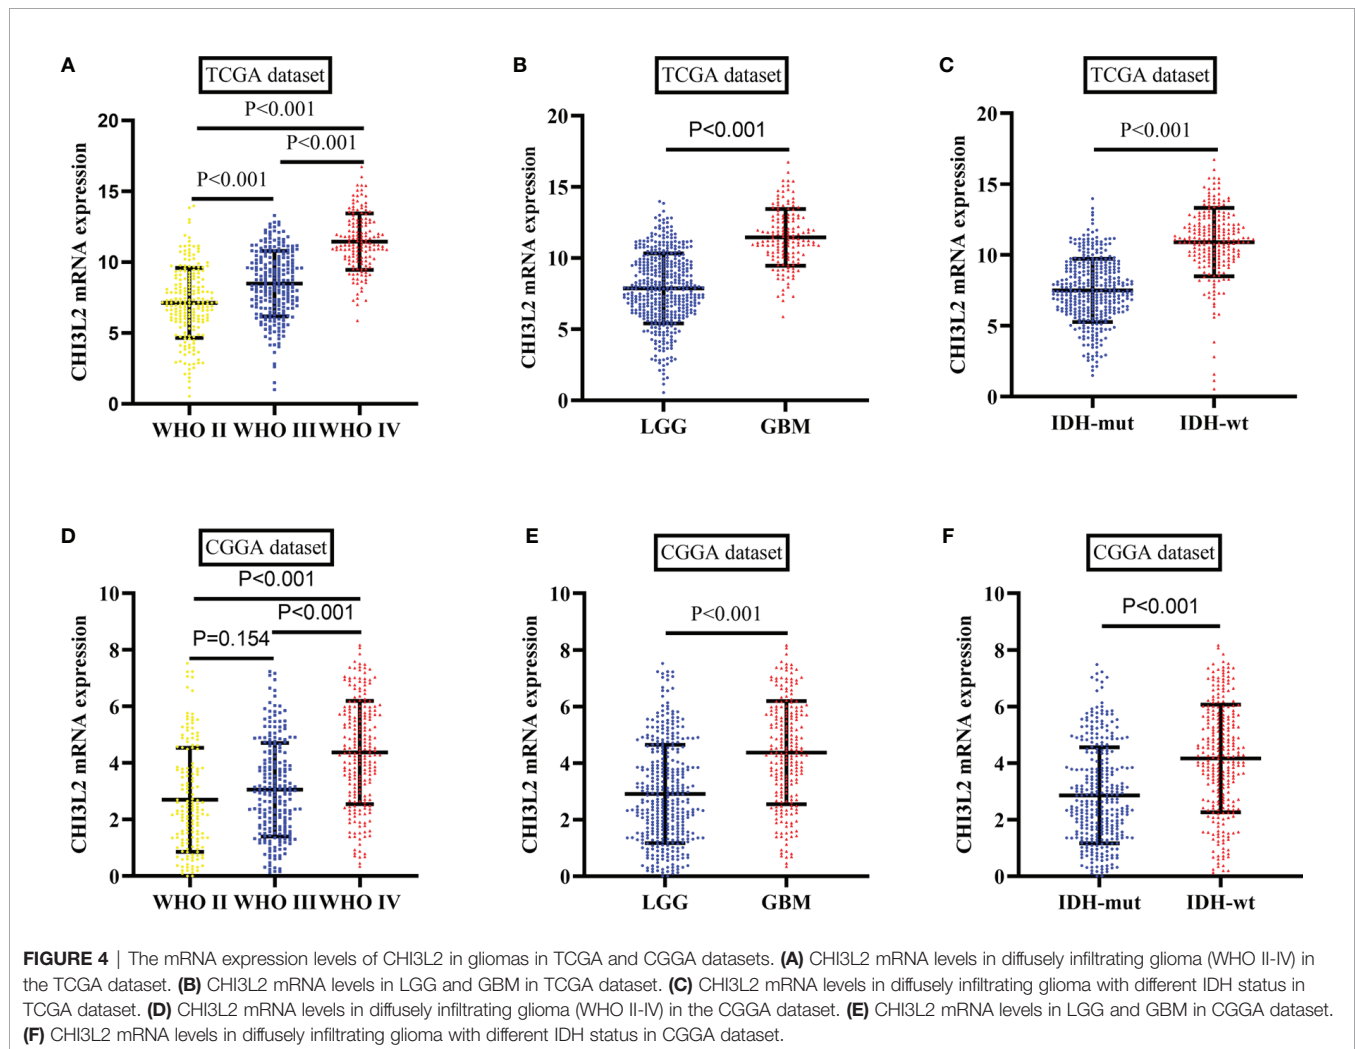 A
TCGA dataset
P<0.001
P<0.001
P<0.001
CHI3L2 mRNA expression
20
15
10
5
0
WHO II WHO III WHO IV
B
TCGA dataset
P<0.001
CHI3L2 mRNA expression
20
15
10
5
0
LGG GBM
C
TCGA dataset
P<0.001
CHI3L2 mRNA expression
20
15
10
5
0
IDH-mut IDH-wt
D
CGGA dataset
P<0.001
P<0.001
P=0.154
CHI3L2 mRNA expression
10
8
6
4
2
0
WHO II WHO III WHO IV
E
CGGA dataset
P<0.001
CHI3L2 mRNA expression
10
8
6
4
2
0
LGG GBM
F
CGGA dataset
P<0.001
CHI3L2 mRNA expression
10
8
6
4
2
0
IDH-mut IDH-wt
FIGURE 4 | The mRNA expression levels of CHI3L2 in gliomas in TCGA and CGGA datasets. (A) CHI3L2 mRNA levels in diffusely infiltrating glioma (WHO II-IV) in
the TCGA dataset. (B) CHI3L2 mRNA levels in LGG and GBM in TCGA dataset. (C) CHI3L2 mRNA levels in diffusely infiltrating glioma with different IDH status in
TCGA dataset. (D) CHI3L2 mRNA levels in diffusely infiltrating glioma (WHO II-IV) in the CGGA dataset. (E) CHI3L2 mRNA levels in LGG and GBM in CGGA dataset.
(F) CHI3L2 mRNA levels in diffusely infiltrating glioma with different IDH status in CGGA dataset.